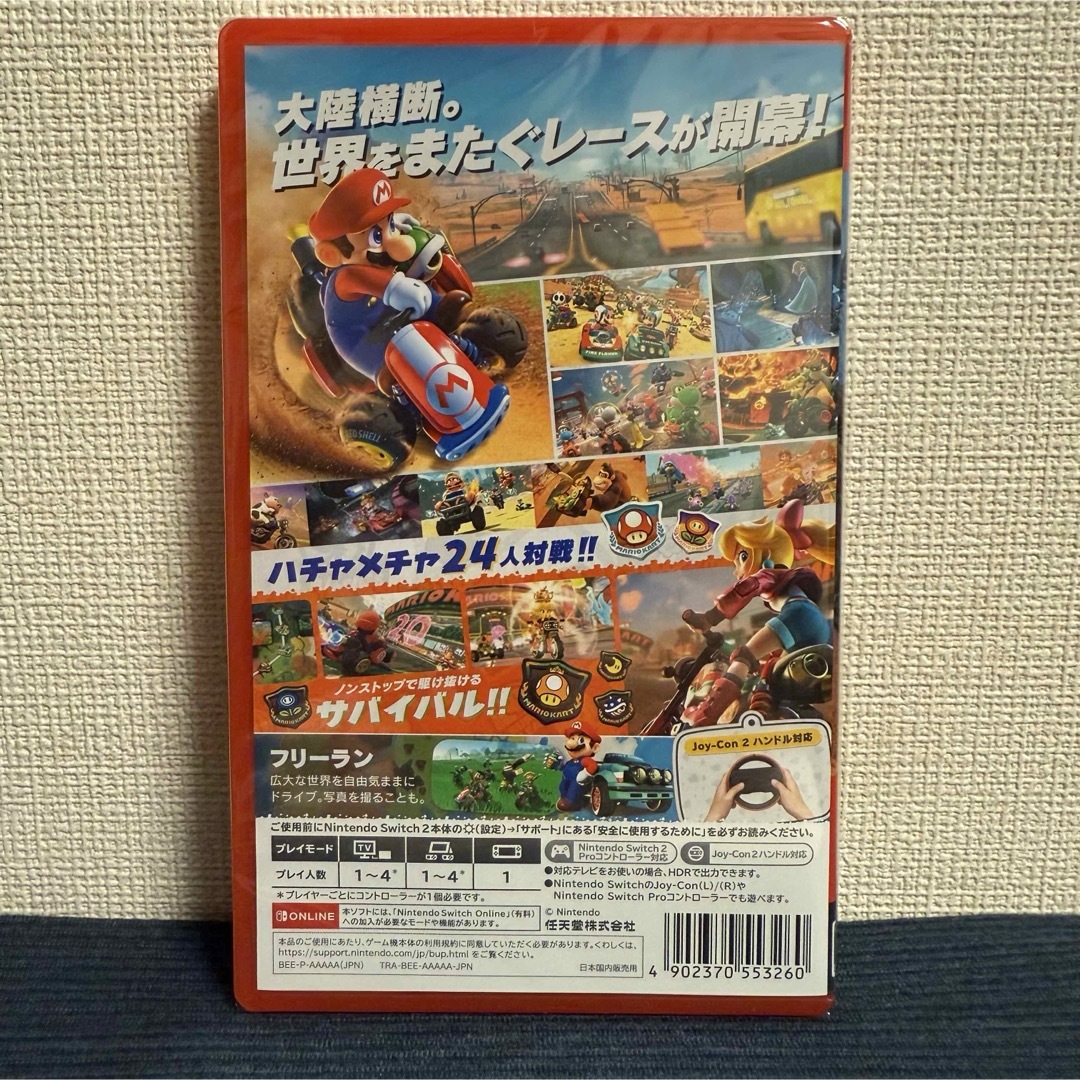 大陸横断。
世界をまたぐレースが開幕!
M
M
FIRE FLOWER
RED SHELL
MARIO KART
MARIO KART
ハチャメチャ24人対戦!!
ノンストップで駆け抜ける
サバイバル!!
MARIO KART
MARIO KART
フリーラン
広大な世界を自由気ままに
ドライブ。写真を撮ることも。
Joy-Con 2 ハンドル対応
ご使用前にNintendo Switch 2本体の(設定)→「サポート」にある「安全に使用するために」を必ずお読みください。
プレイモード TV
プレイ人数 1～4* 1～4* 1
*プレイヤーごとにコントローラーが1個必要です。
Nintendo Switch 2
Proコントローラー対応
Joy-Con 2 ハンドル対応
●対応テレビをお使いの場合、HDRで出力できます。
●Nintendo SwitchのJoy-Con(L)/(R)や
Nintendo Switch Proコントローラーでも遊べます。
ONLINE
本ソフトには、「Nintendo Switch Online」(有料)
への加入が必要なモードや機能があります。
© Nintendo
任天堂株式会社
本品のご使用にあたり、ゲーム機本体の利用規約に同意していただく必要があります。くわしくは、
https://support.nintendo.com/jp/bup.html をご覧ください。
BEE-P-AAAAA(JPN) TRA-BEE-AAAAA-JPN 日本国内販売用
4 902370 553260